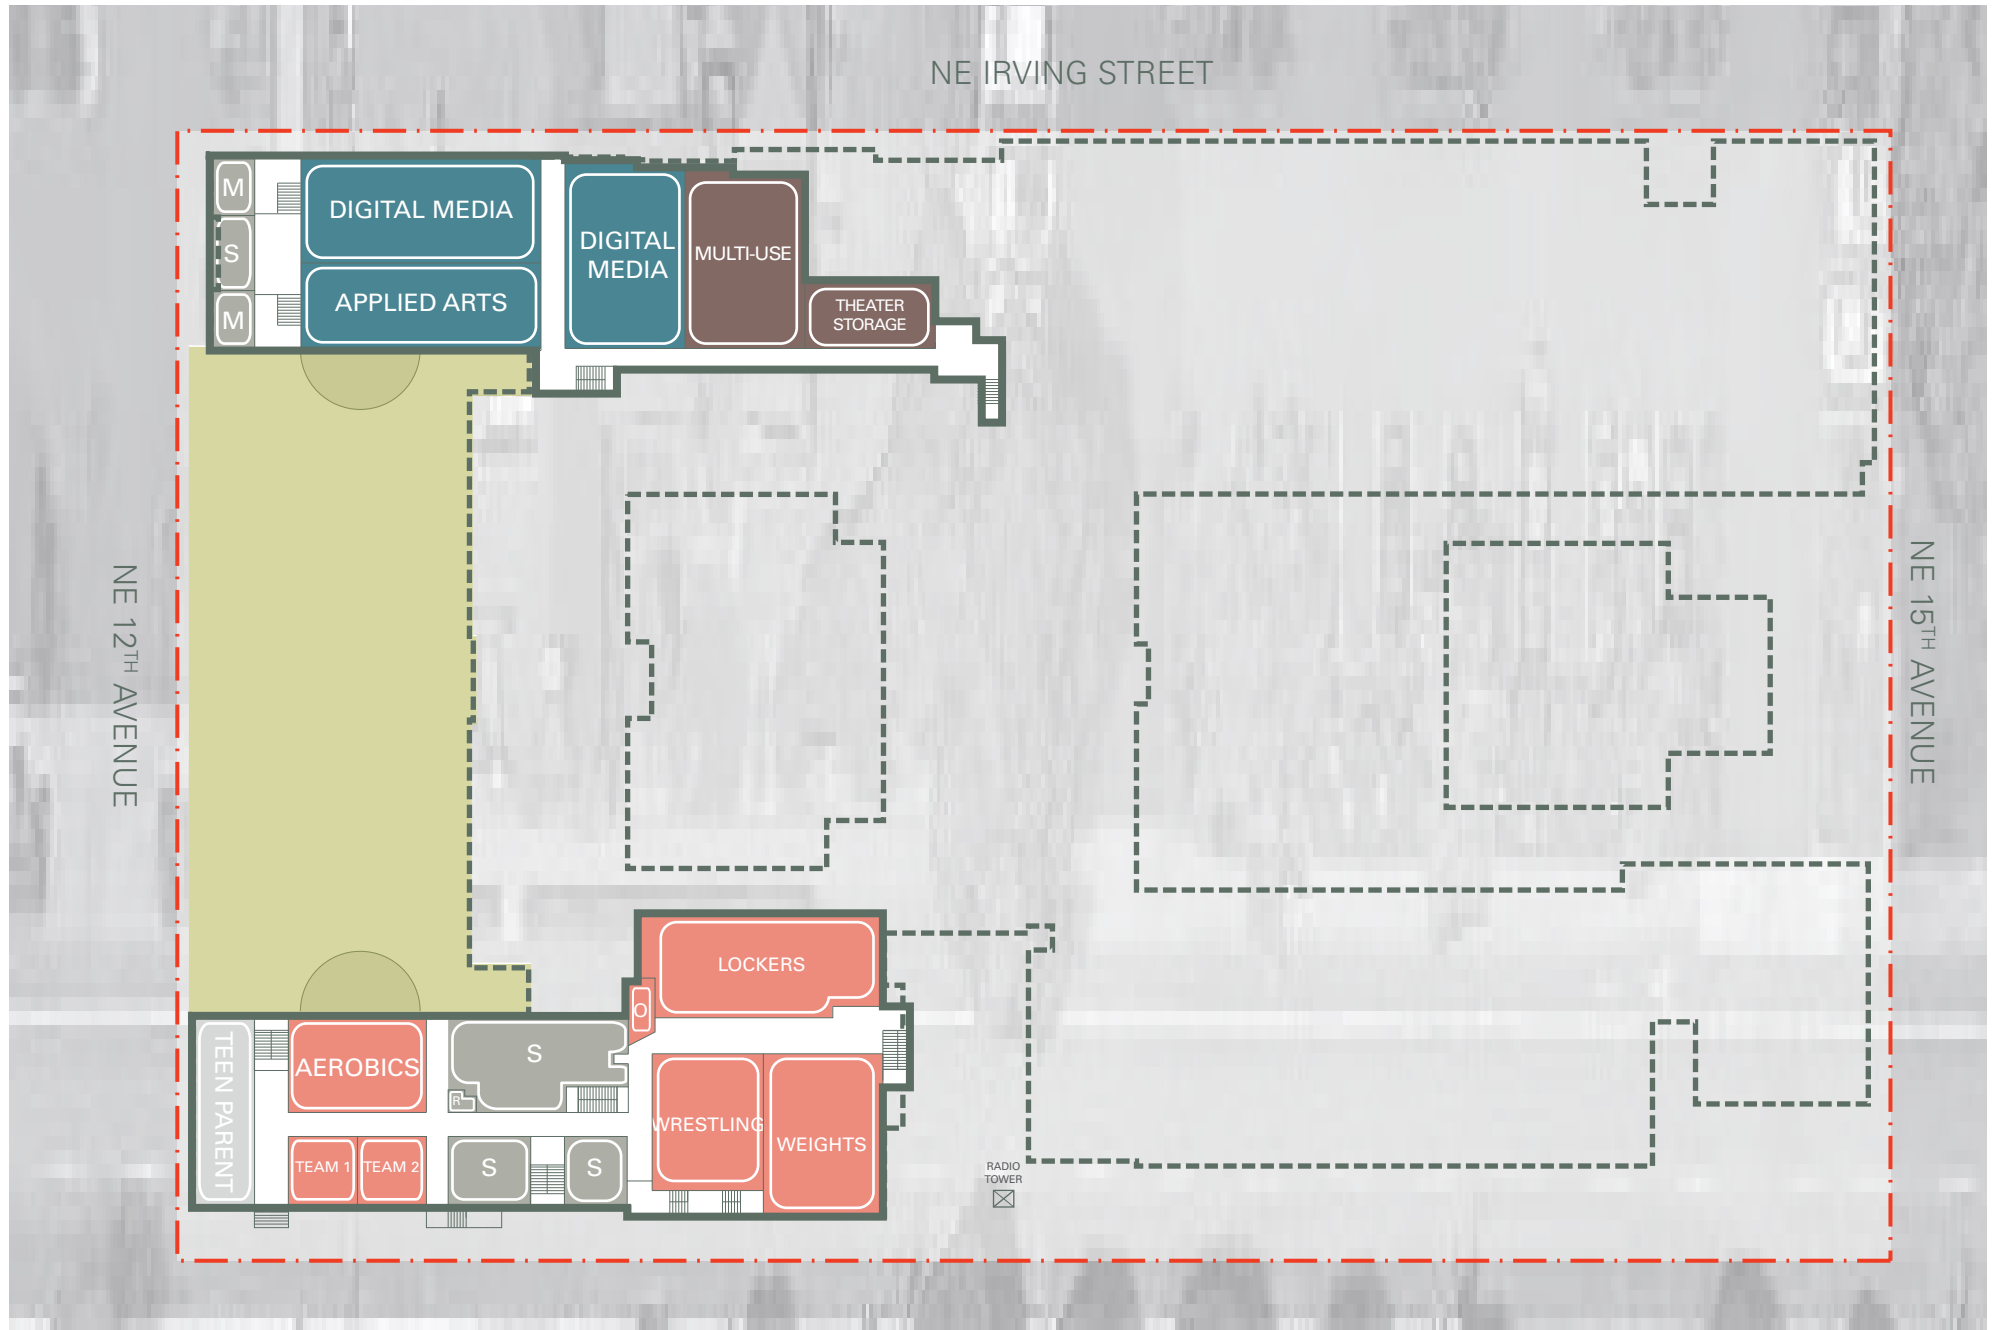 NE IRVING STREET
M
DIGITAL MEDIA
S
DIGITAL
MEDIA
MULTI-USE
APPLIED ARTS
M
THEATER
STORAGE
NE 12TH AVENUE
NE 15TH AVENUE
LOCKERS
O
TEEN PARENT
AEROBICS
S
R
WRESTLING
WEIGHTS
TEAM 1
TEAM 2
S
S
RADIO
TOWER